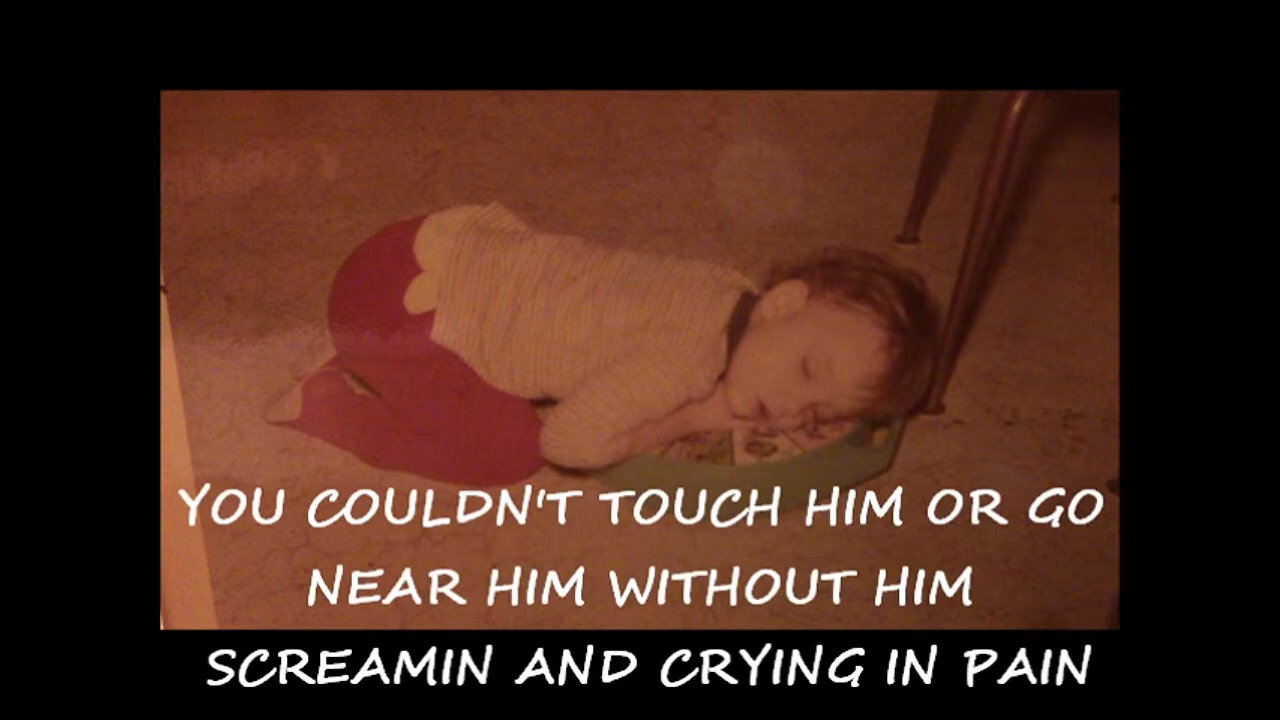 YOU COULDN'T TOUCH HIM OR GO
NEAR HIM WITHOUT HIM
SCREAMIN AND CRYING IN PAIN